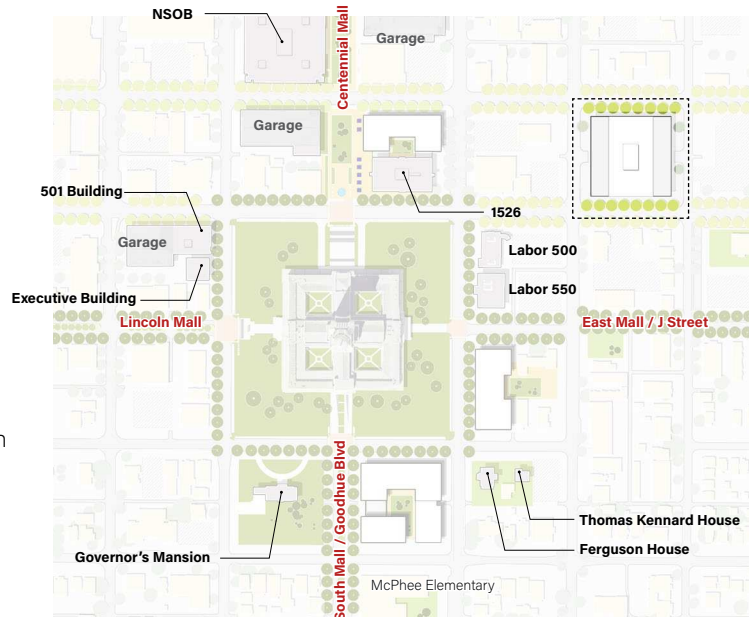 NSOB
Centennial Mall
Garage
Garage
501 Building
Garage
1526
Labor 500
Executive Building
Labor 550
Lincoln Mall
East Mall / J Street
n
South Mall / Goodhue Blvd
Thomas Kennard House
Governor's Mansion
Ferguson House
McPhee Elementary